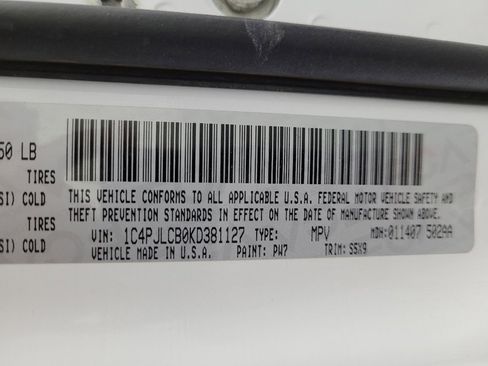 50 LB
TIRES
SI) COLD
TIRES
SI) COLD
THIS VEHICLE CONFORMS TO ALL APPLICABLE U.S.A. FEDERAL MOTOR VEHICLE SAFETY AND
THEFT PREVENTION STANDARDS IN EFFECT ON THE DATE OF MANUFACTURE SHOWN ABOVE.
VIN: 1C4PJLCB0KD381127 TYPE: MPV MDH: 011407 502AA
VEHICLE MADE IN U.S.A. PAINT: PW7 TRIM: S5X9